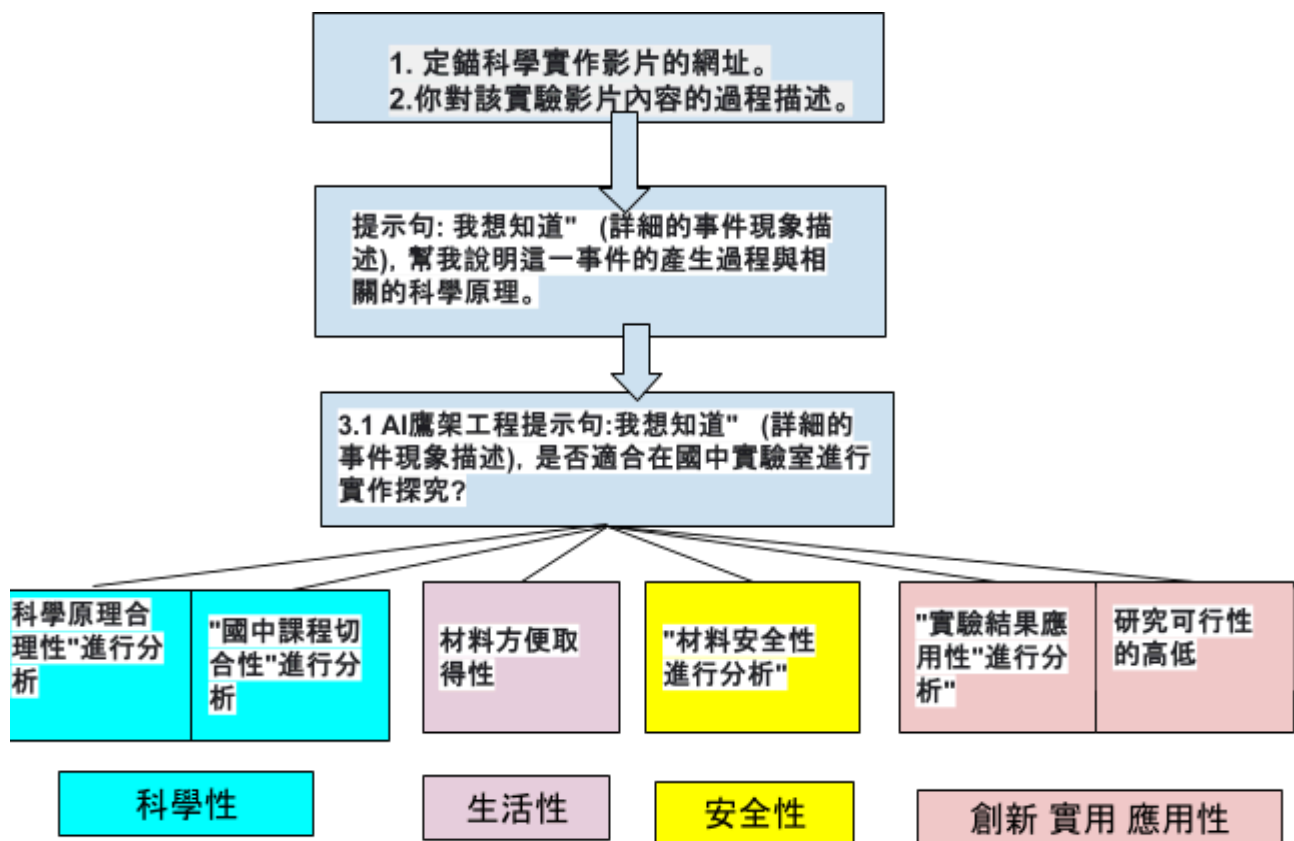 1. 定錨科學實作影片的網址。
2.你對該實驗影片內容的過程描述。
提示句: 我想知道" (詳細的事件現象描
述), 幫我說明這一事件的產生過程與相
關的科學原理。
3.1 AI鷹架工程提示句:我想知道" (詳細的
事件現象描述), 是否適合在國中實驗室進行
實作探究?
科學原理合
理性"進行分
析
"國中課程切
合性"進行分
析
材料方便取
得性
"材料安全性
進行分析"
"實驗結果應
用性"進行分
析"
研究可行性
的高低
科學性
生活性
安全性
創新 實用 應用性